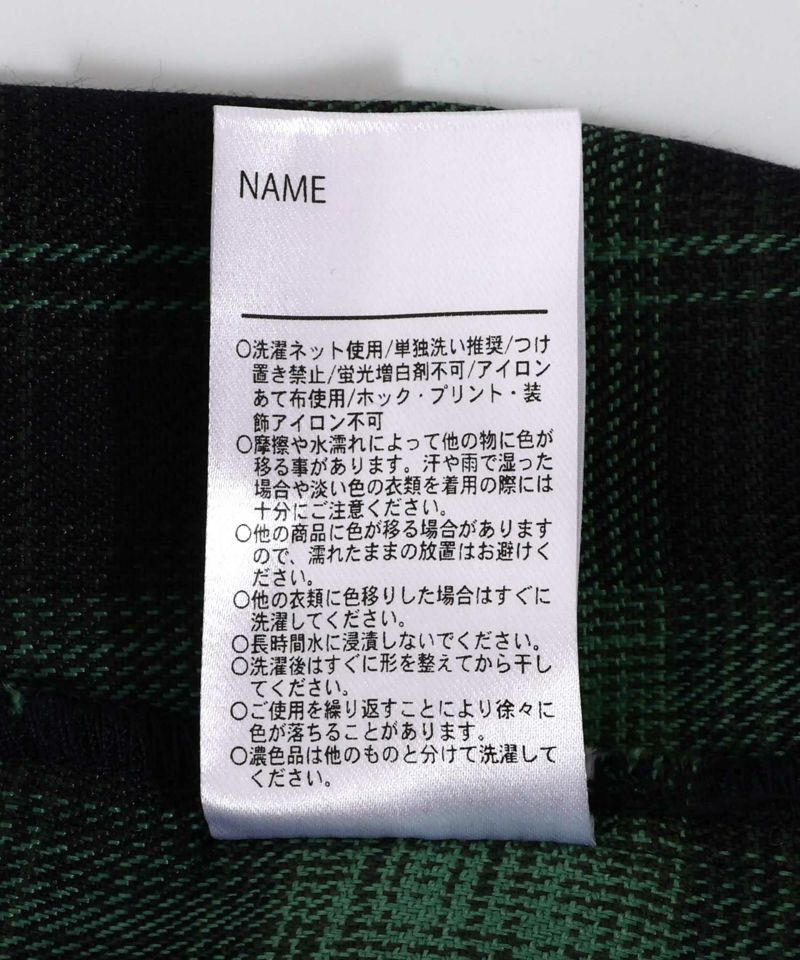 NAME
○洗濯ネット使用/単独洗い推奨/つけ
置き禁止/蛍光増白剤不可/アイロン
あて布使用/ホック・プリント・装
飾アイロン不可
○摩擦や水濡れによって他の物に色が
移る事があります。汗や雨で湿った
場合や淡い色の衣類を着用の際には
十分にご注意ください。
○他の商品に色が移る場合があります
ので、濡れたままの放置はお避けく
ださい。
○他の衣類に色移りした場合はすぐに
洗濯してください。
○長時間水に浸漬しないでください。
○洗濯後はすぐに形を整えてから干し
てください。
○ご使用を繰り返すことにより徐々に
色が落ちることがあります。
○濃色品は他のものと分けて洗濯して
ください。